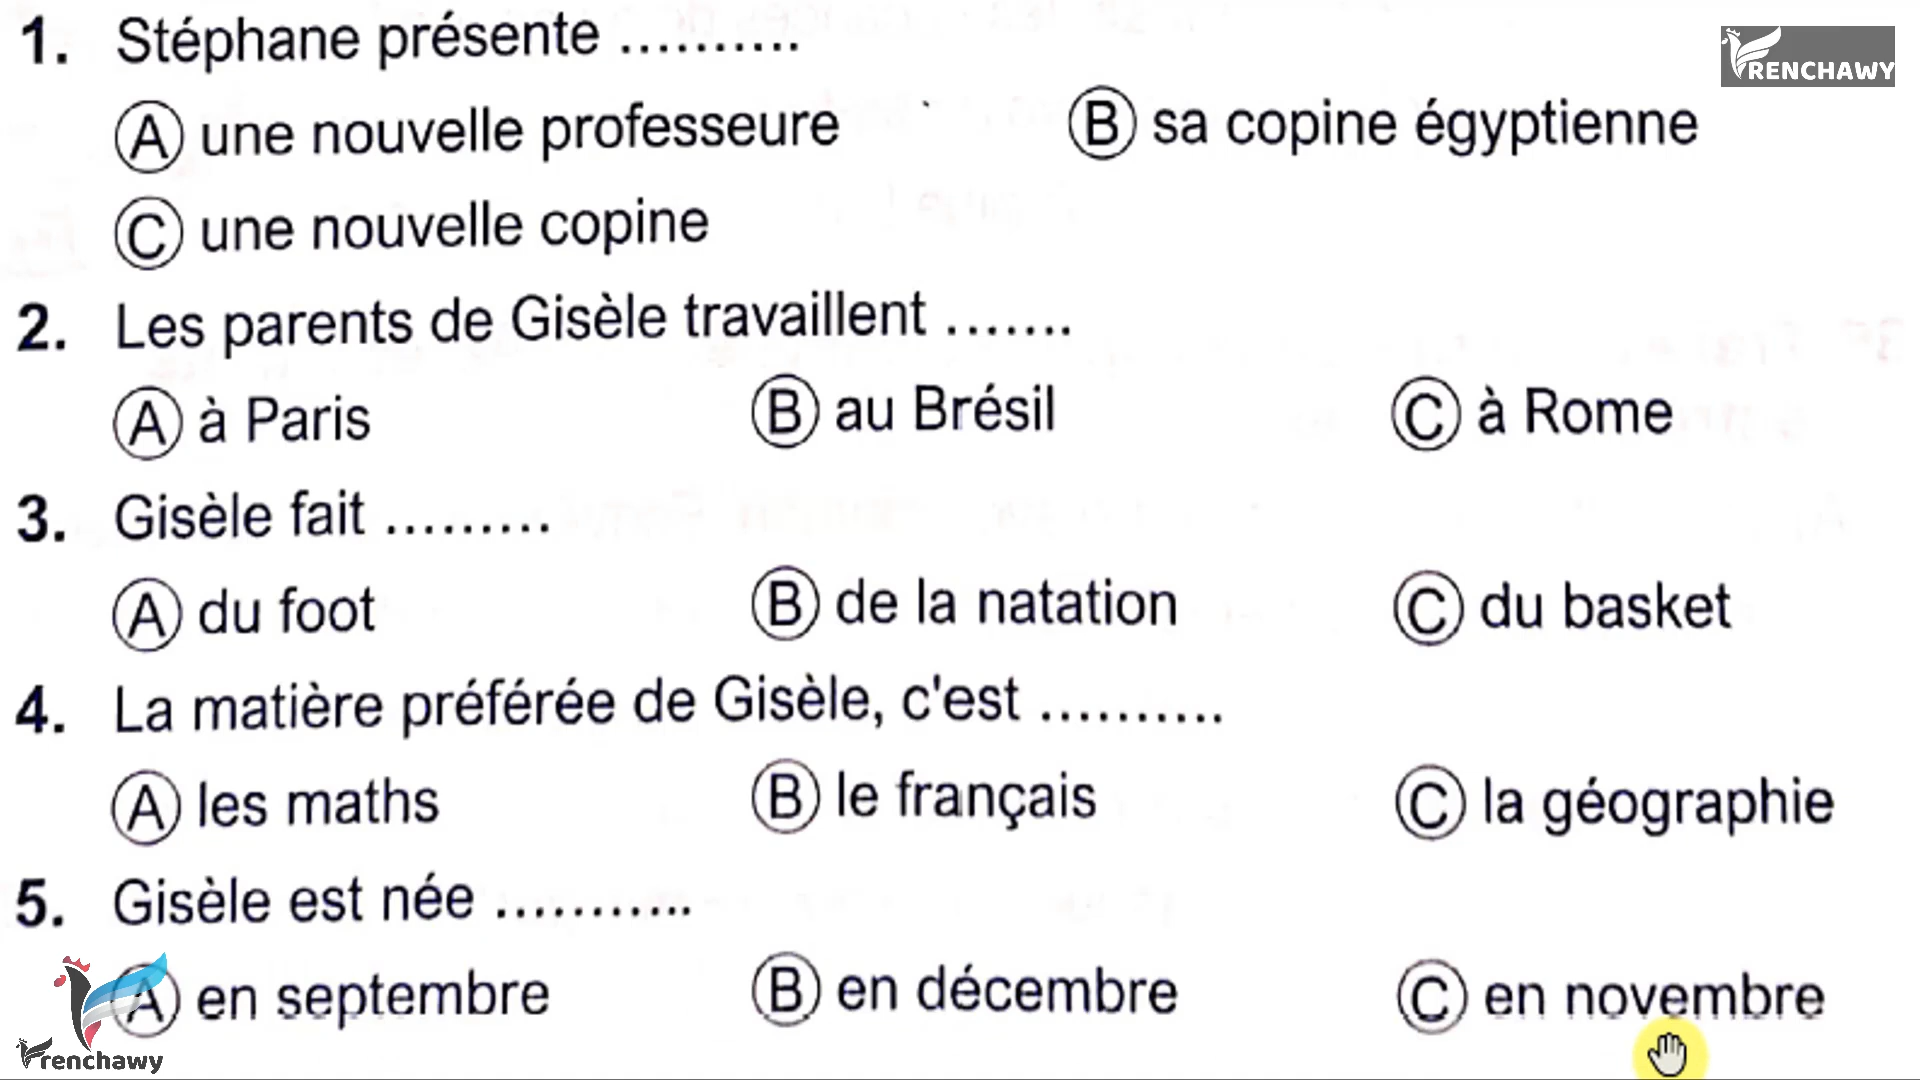 1. Stéphane présente ..........
RENCHAWY
A une nouvelle professeure B sa copine égyptienne
C une nouvelle copine
2. Les parents de Gisèle travaillent .......
A à Paris B au Brésil C à Rome
3. Gisèle fait .........
A du foot B de la natation C du basket
4. La matière préférée de Gisèle, c'est ..........
A les maths B le français C la géographie
5. Gisèle est née ...........
A en septembre B en décembre C en novembre
Frenchawy